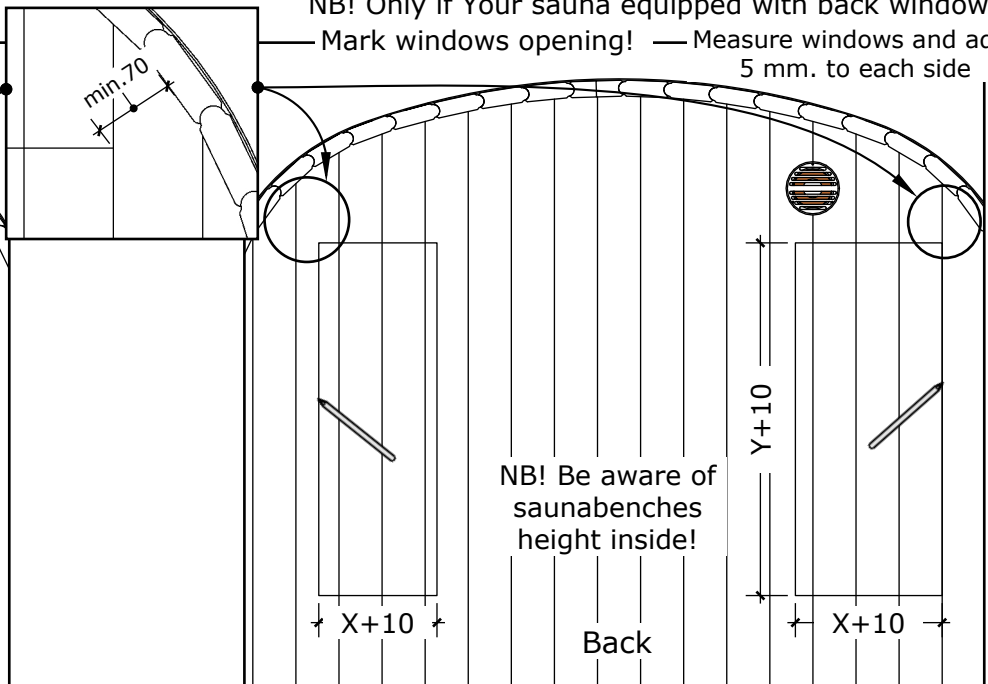 NB! Only if Your sauna equipped with back window
Mark windows opening!
Measure windows and
5 mm. to each side
min.70
Y+10
NB! Be aware of
saunabenches
height inside!
X+10
X+10
Back